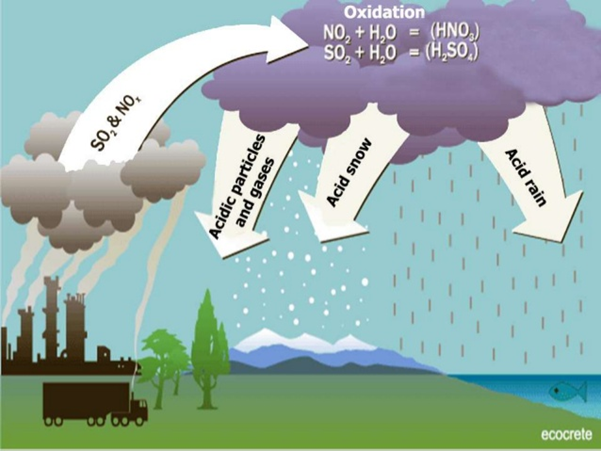 Oxidation
NO₂ + H₂O = (HNO₃)
SO₂ + H₂O = (H₂SO₄)
SO₂ & NOₓ
Acidic particles
and gases
Acid snow
Acid rain
ecocrete